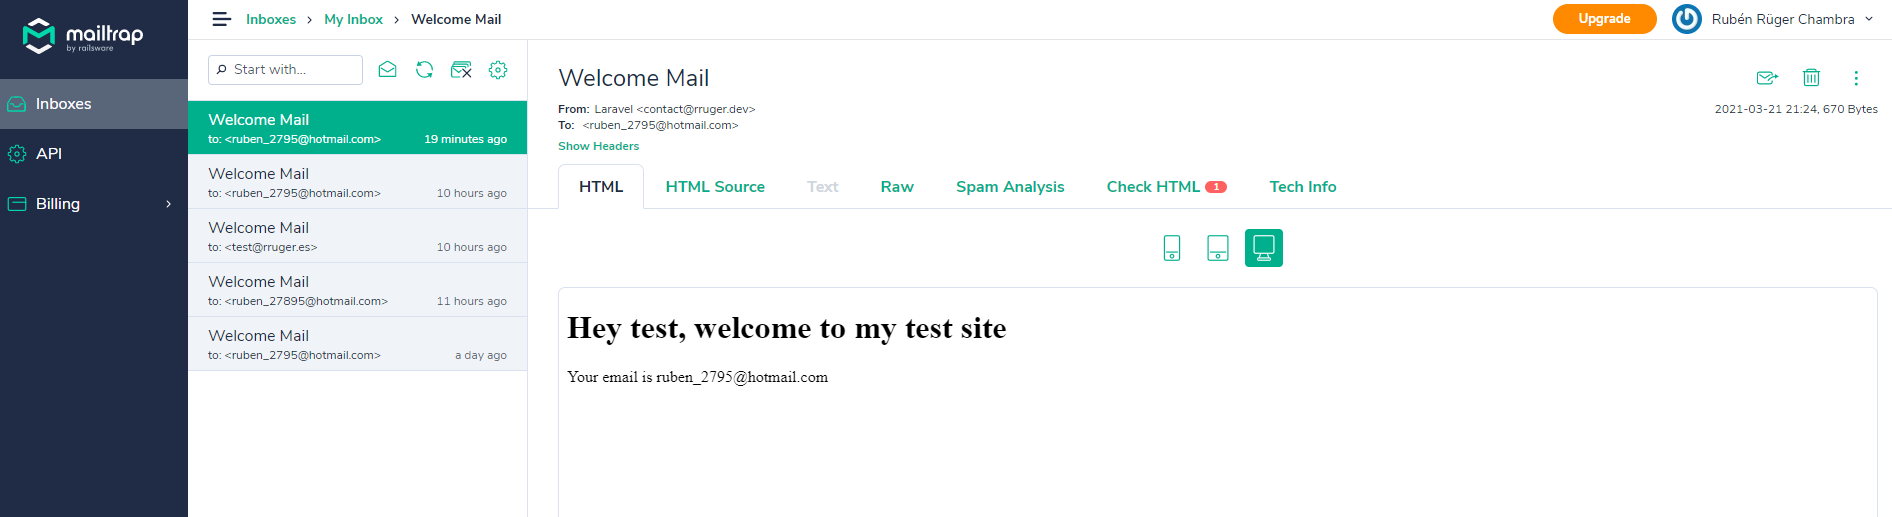 mailtrap
by railsware
Inboxes
API
Billing
Inboxes > My Inbox > Welcome Mail
Upgrade
Rubén Rüger Chambra
Start with...
Welcome Mail
to: <ruben_2795@hotmail.com> 19 minutes ago
Welcome Mail
to: <ruben_2795@hotmail.com> 10 hours ago
Welcome Mail
to: <test@rruger.es> 10 hours ago
Welcome Mail
to: <ruben_27895@hotmail.com> 11 hours ago
Welcome Mail
to: <ruben_2795@hotmail.com> a day ago
Welcome Mail
From: Laravel <contact@rruger.dev>
To: <ruben_2795@hotmail.com>
Show Headers
2021-03-21 21:24, 670 Bytes
HTML HTML Source Text Raw Spam Analysis Check HTML 1 Tech Info
Hey test, welcome to my test site
Your email is ruben_2795@hotmail.com